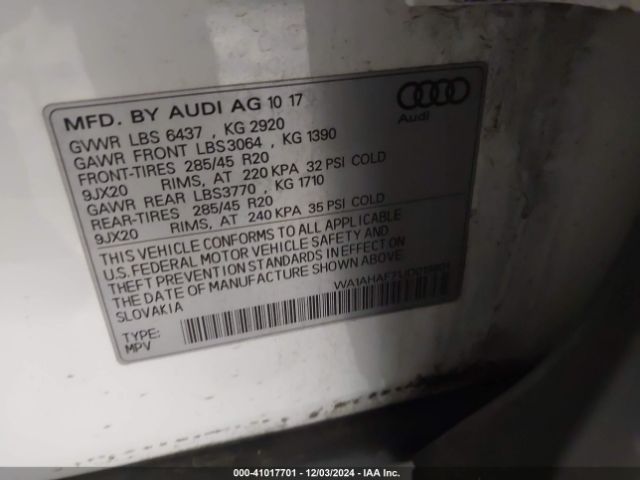 MFD. BY AUDI AG 10 17
Audi
GVWR LBS 6437 , KG 2920
GAWR FRONT LBS3064 , KG 1390
FRONT-TIRES 285/45 R20
9JX20 RIMS, AT 220 KPA 32 PSI COLD
GAWR REAR LBS3770 , KG 1710
REAR-TIRES 285/45 R20
9JX20 RIMS, AT 240 KPA 35 PSI COLD
THIS VEHICLE CONFORMS TO ALL APPLICABLE
U.S. FEDERAL MOTOR VEHICLE SAFETY AND
THEFT PREVENTION STANDARDS IN EFFECT ON
THE DATE OF MANUFACTURE SHOWN ABOVE.
SLOVAKIA
TYPE:
MPV
000-41017701 - 12/03/2024 - IAA Inc.